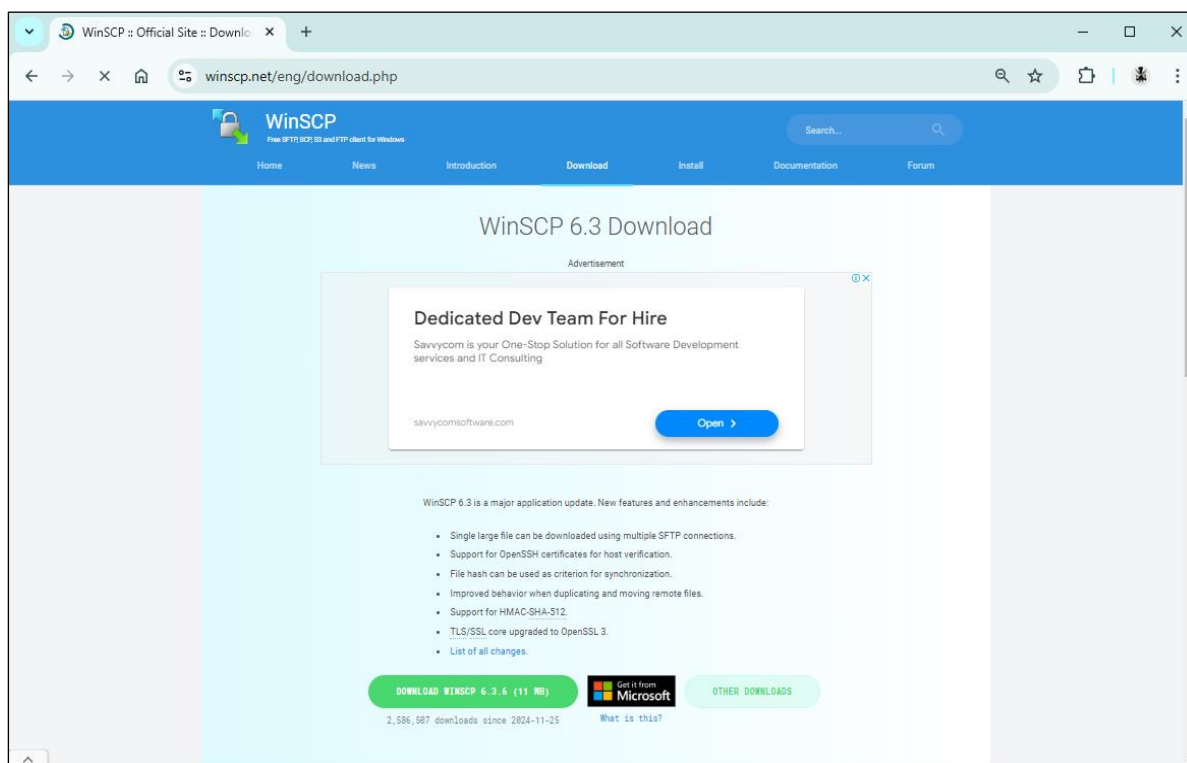 WinSCP :: Official Site :: Downlo
winscp.net/eng/download.php
WinSCP
Free SFTP, SCP, S3 and FTP client for Windows
Search...
Home News Introduction Download Install Documentation Forum
WinSCP 6.3 Download
Advertisement
Dedicated Dev Team For Hire
Savvycom is your One-Stop Solution for all Software Development
services and IT Consulting
savvycomsoftware.com
Open
WinSCP 6.3 is a major application update. New features and enhancements include:
• Single large file can be downloaded using multiple SFTP connections.
• Support for OpenSSH certificates for host verification.
• File hash can be used as criterion for synchronization.
• Improved behavior when duplicating and moving remote files.
• Support for HMAC-SHA-512.
• TLS/SSL core upgraded to OpenSSL 3.
• List of all changes.
DOWNLOAD WINSCP 6.3.6 (11 MB)
Get it from
Microsoft
OTHER DOWNLOADS
2,586,507 downloads since 2024-11-25
What is this?